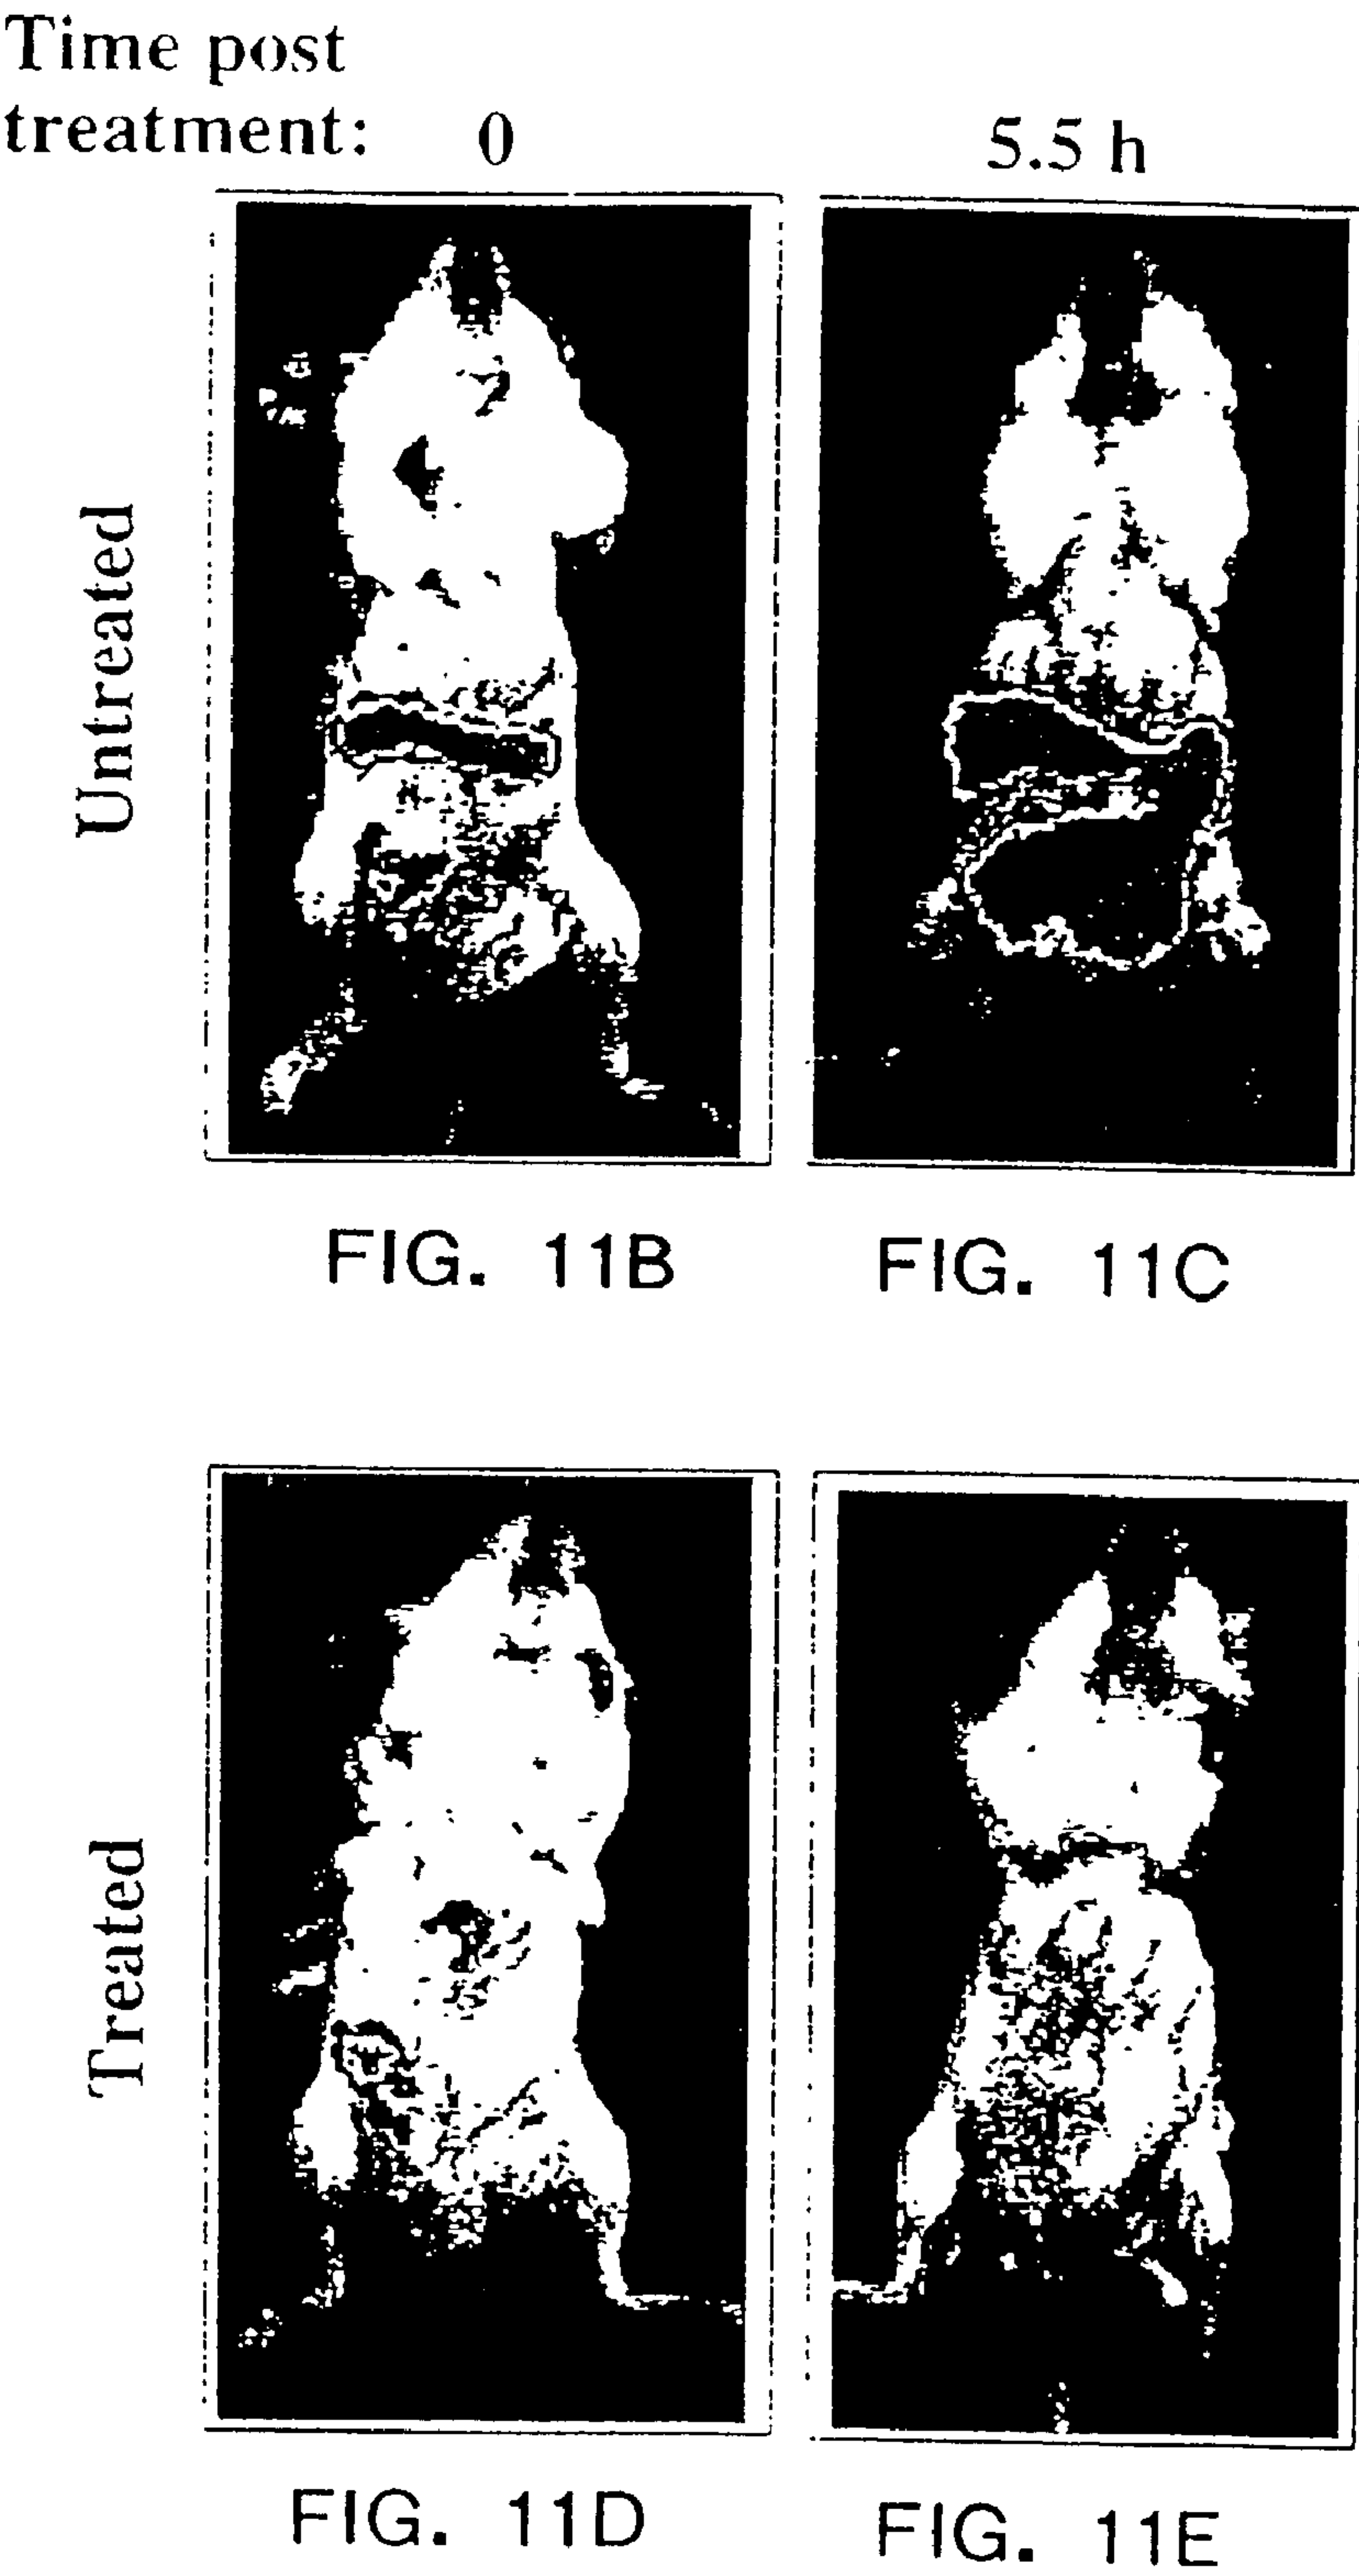 Time post
treatment: 0 5.5 h
Untreated
FIG. 11B FIG. 11C
Treated
FIG. 11D FIG. 11E